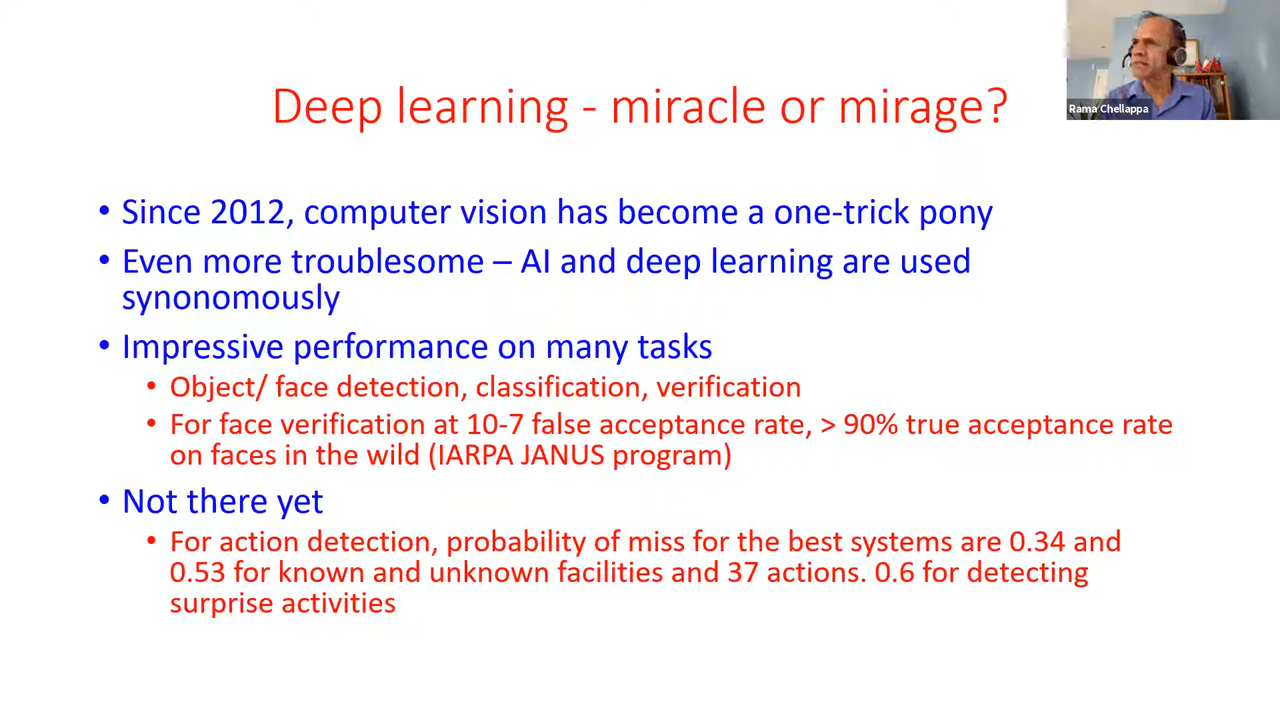 Rama Chellappa
Deep learning - miracle or mirage?
• Since 2012, computer vision has become a one-trick pony
• Even more troublesome – AI and deep learning are used
synonomously
• Impressive performance on many tasks
• Object/ face detection, classification, verification
• For face verification at 10-7 false acceptance rate, > 90% true acceptance rate
on faces in the wild (IARPA JANUS program)
• Not there yet
• For action detection, probability of miss for the best systems are 0.34 and
0.53 for known and unknown facilities and 37 actions. 0.6 for detecting
surprise activities